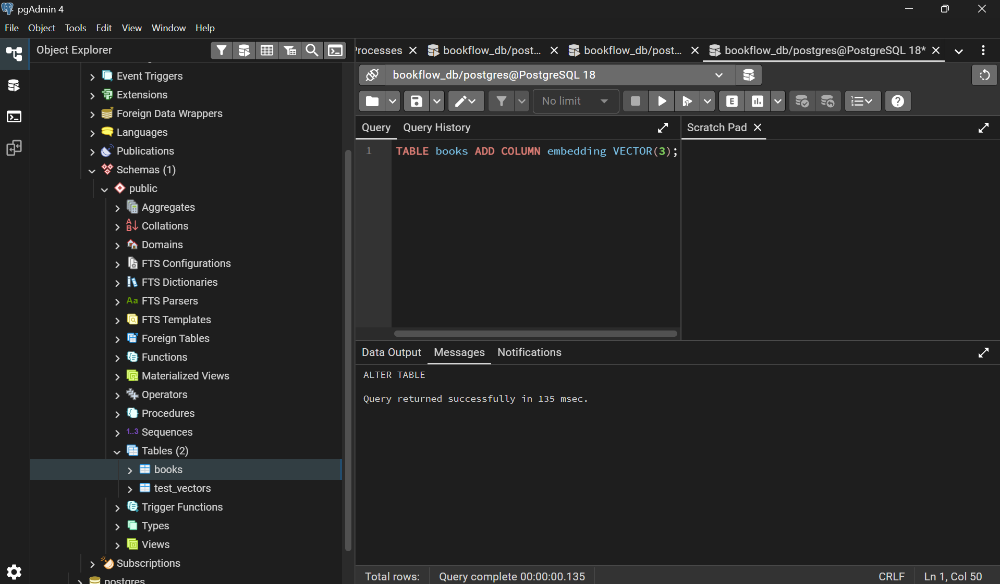 pgAdmin 4
File Object Tools Edit View Window Help
Object Explorer
rocesses
bookflow_db/post...
bookflow_db/post...
bookflow_db/postgres@PostgreSQL 18*
bookflow_db/postgres@PostgreSQL 18
No limit
E
Query Query History
Scratch Pad
1 TABLE books ADD COLUMN embedding VECTOR(3);
Event Triggers
Extensions
Foreign Data Wrappers
Languages
Publications
Schemas (1)
public
Aggregates
Collations
Domains
FTS Configurations
FTS Dictionaries
Aa FTS Parsers
FTS Templates
Foreign Tables
Functions
Materialized Views
Operators
Procedures
1..3 Sequences
Tables (2)
books
test_vectors
Trigger Functions
Types
Views
Subscriptions
postgres
Data Output Messages Notifications
ALTER TABLE
Query returned successfully in 135 msec.
Total rows: Query complete 00:00:00.135
CRLF Ln 1, Col 50